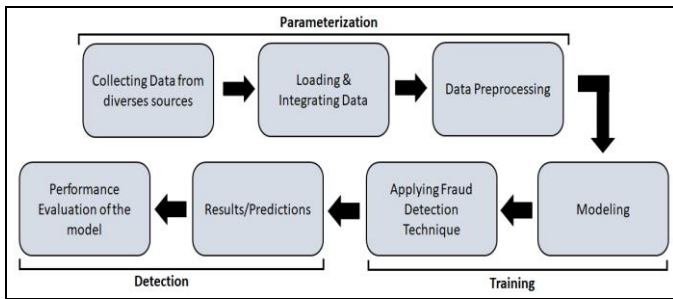 Parameterization
Collecting Data from
diverses sources
Loading &
Integrating Data
Data Preprocessing
Modeling
Applying Fraud
Detection
Technique
Results/Predictions
Performance
Evaluation of the
model
Detection
Training